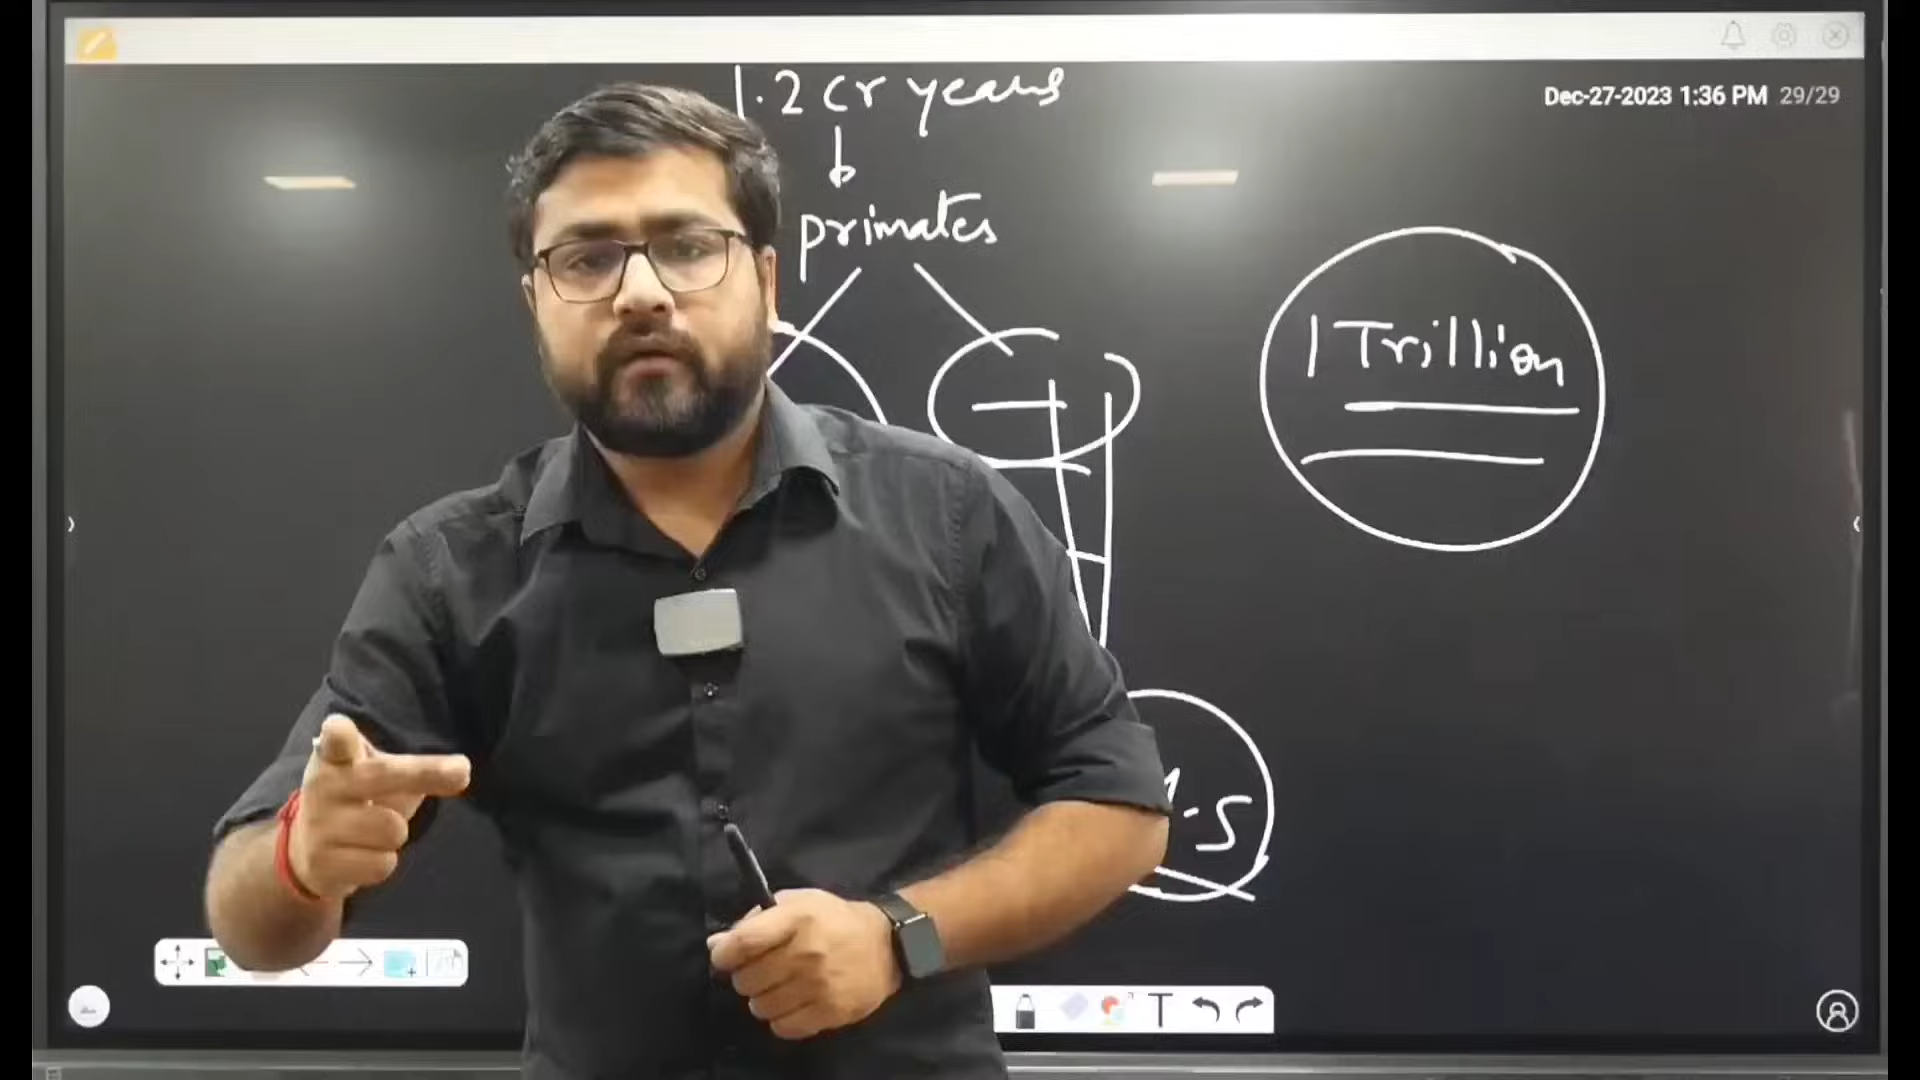 Dec-27-2023 1:36 PM 29/29
1.2 cr years
primates
1 Trillion
T